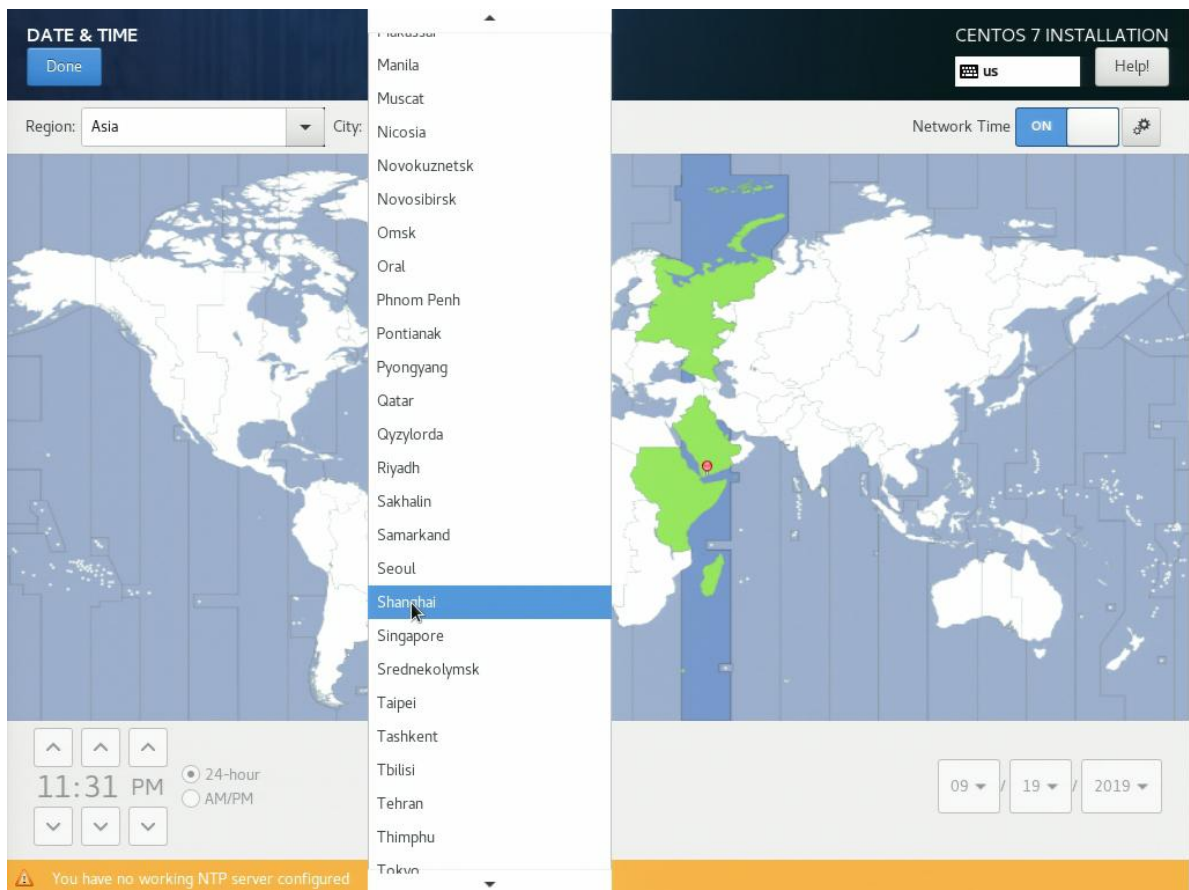 DATE & TIME
CENTOS 7 INSTALLATION
Done
us
Help!
Region: Asia
City:
Network Time ON
Makassar
Manila
Muscat
Nicosia
Novokuznetsk
Novosibirsk
Omsk
Oral
Phnom Penh
Pontianak
Pyongyang
Qatar
Qyzylorda
Riyadh
Sakhalin
Samarkand
Seoul
Shanghai
Singapore
Srednekolymsk
Taipei
Tashkent
Tbilisi
Tehran
Thimphu
Tokyo
11:31 PM
24-hour
AM/PM
09 / 19 / 2019
You have no working NTP server configured